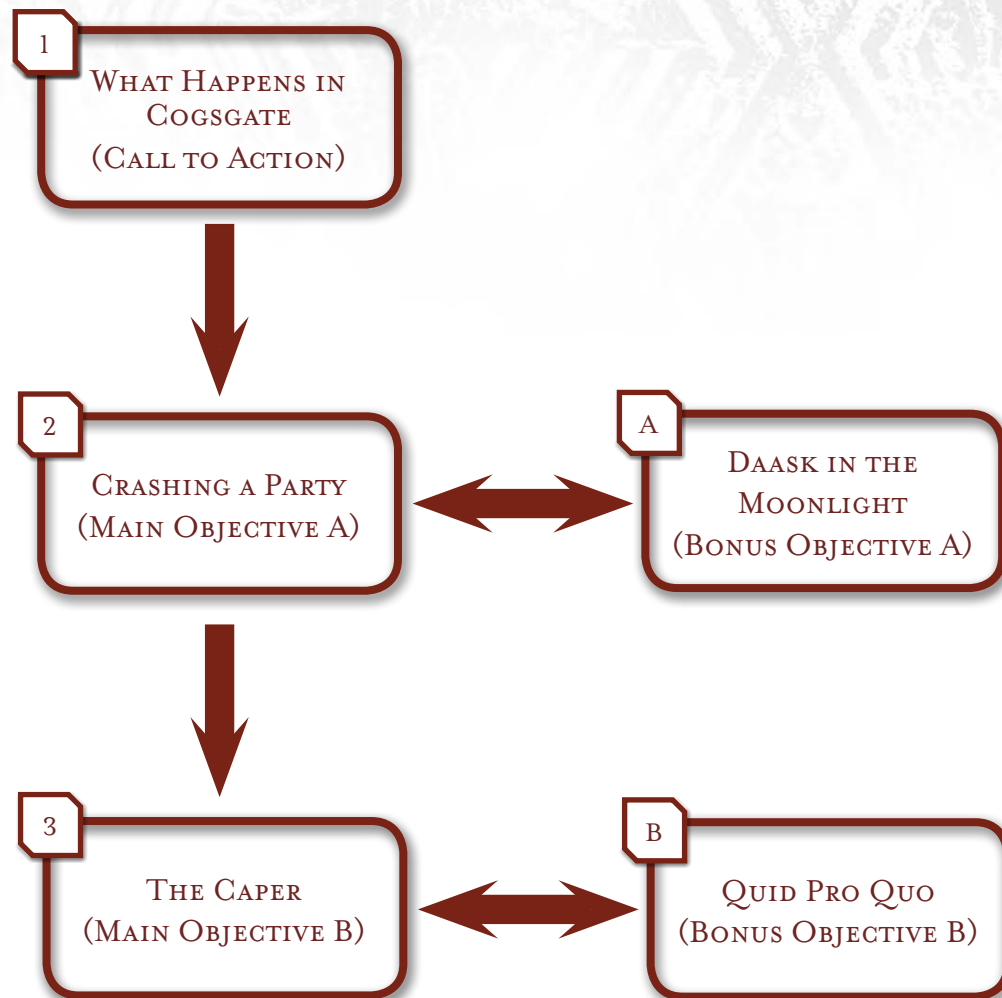 1
What Happens in
Cogsgate
(Call to Action)
2
Crashing a Party
(Main Objective A)
A
Daask in the
Moonlight
(Bonus Objective A)
3
The Caper
(Main Objective B)
B
Quid Pro Quo
(Bonus Objective B)